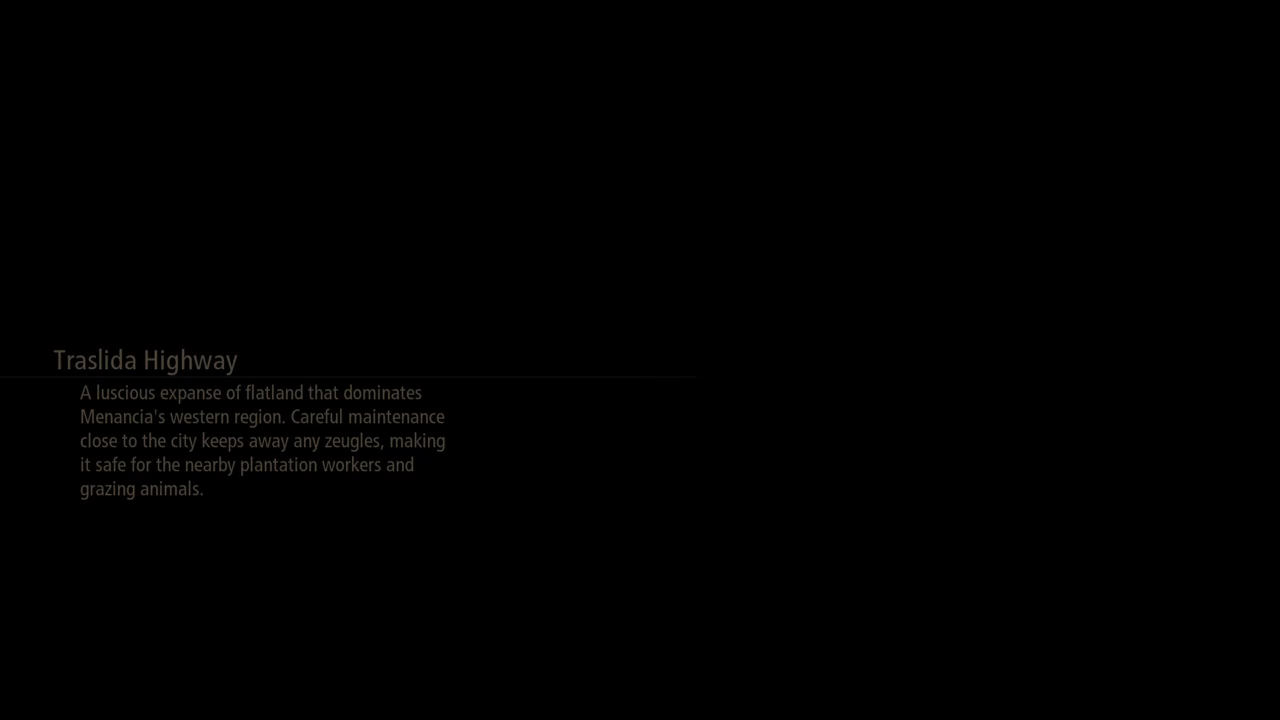 Traslida Highway
A luscious expanse of flatland that dominates
Menancia's western region. Careful maintenance
close to the city keeps away any zeugles, making
it safe for the nearby plantation workers and
grazing animals.